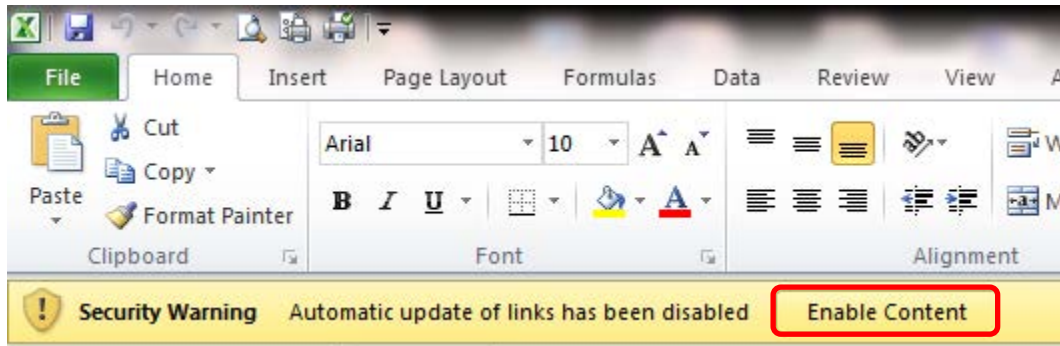 File Home Insert Page Layout Formulas Data Review View
Cut
Arial 10 A A
Copy
Paste
B I U A
Format Painter
Clipboard Font Alignment
! Security Warning Automatic update of links has been disabled Enable Content